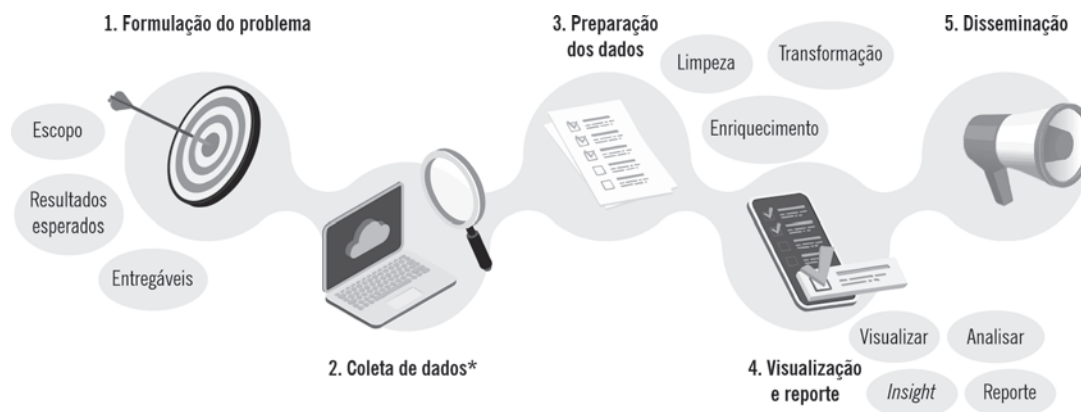 1. Formulação do problema
Escopo
Resultados
esperados
Entregáveis
2. Coleta de dados*
3. Preparação
dos dados
Limpeza
Transformação
Enriquecimento
4. Visualização
e reporte
Visualizar
Analisar
Insight
Reporte
5. Disseminação